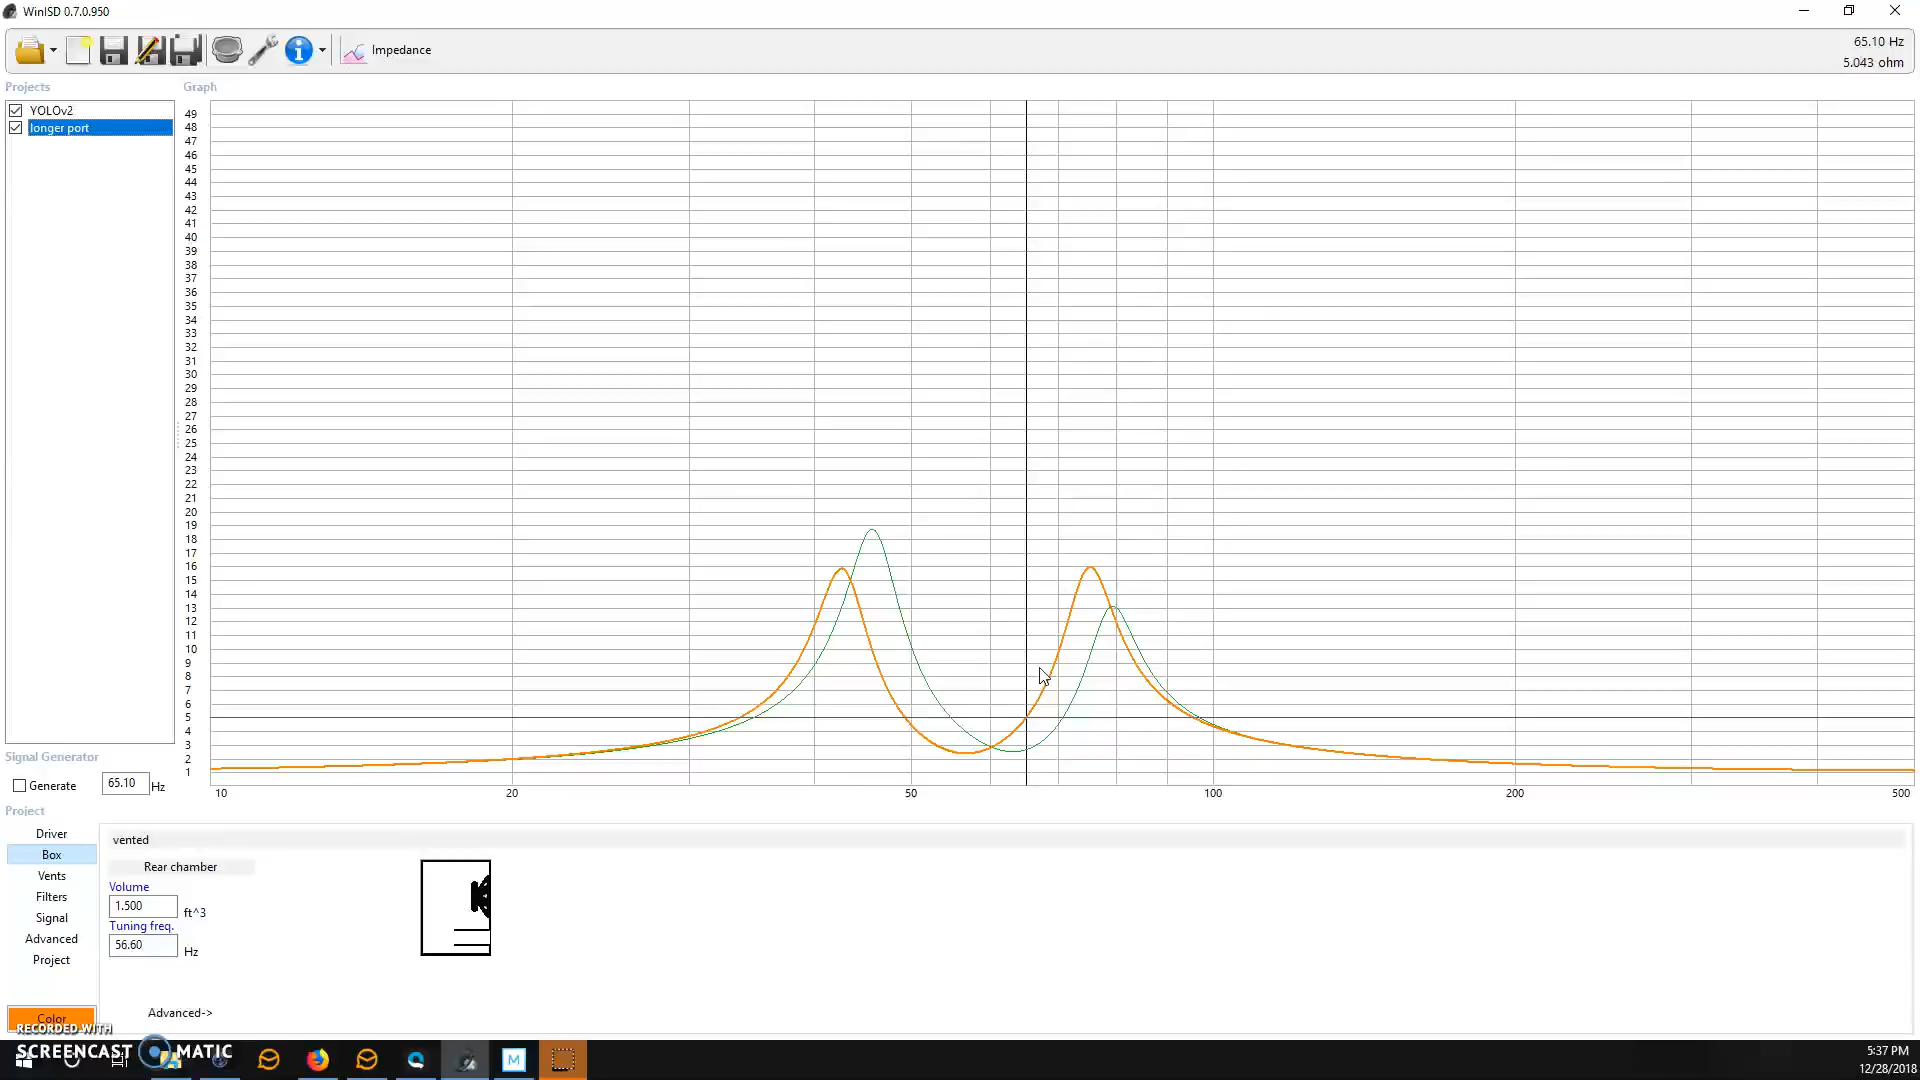 WinISD 0.7.0.950
Impedance
65.10 Hz
5.043 ohm
Projects
Graph
YOLOv2
longer port
49
48
47
46
45
44
43
42
41
40
39
38
37
36
35
34
33
32
31
30
29
28
27
26
25
24
23
22
21
20
19
18
17
16
15
14
13
12
11
10
9
8
7
6
5
4
3
2
1
10 20 50 100 200 500
Signal Generator
Generate 65.10 Hz
Project
Driver
Box
Vents
Filters
Signal
Advanced
Project
Color
vented
Rear chamber
Volume
1.500 ft^3
Tuning freq.
56.60 Hz
Advanced->
RECORDED WITH
SCREENCAST MATIC
M
5:37 PM
12/28/2018